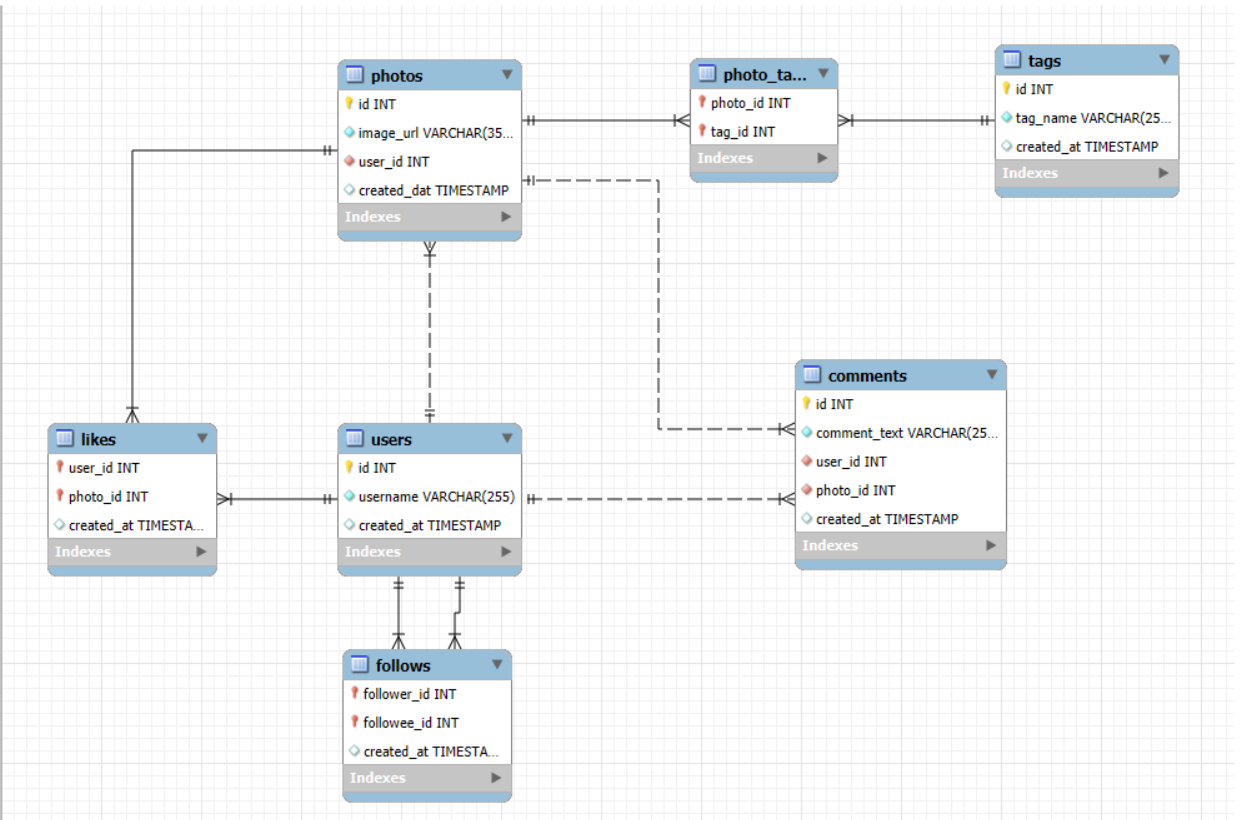 photos
id INT
image_url VARCHAR(35...
user_id INT
created_dat TIMESTAMP
Indexes
photo_ta...
photo_id INT
tag_id INT
Indexes
tags
id INT
tag_name VARCHAR(25...
created_at TIMESTAMP
Indexes
likes
user_id INT
photo_id INT
created_at TIMESTA...
Indexes
users
id INT
username VARCHAR(255)
created_at TIMESTAMP
Indexes
comments
id INT
comment_text VARCHAR(25...
user_id INT
photo_id INT
created_at TIMESTAMP
Indexes
follows
follower_id INT
followee_id INT
created_at TIMESTA...
Indexes